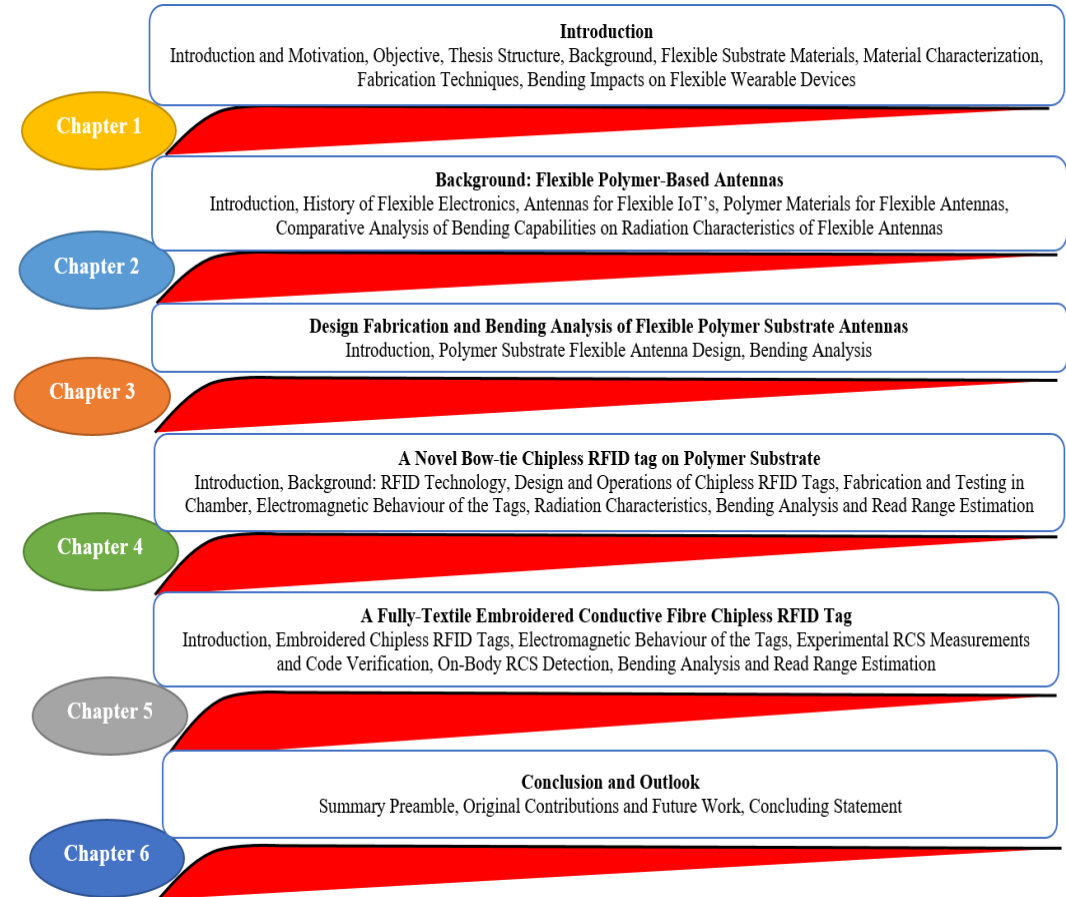 Introduction
Introduction and Motivation, Objective, Thesis Structure, Background, Flexible Substrate Materials, Material Characterization,
Fabrication Techniques, Bending Impacts on Flexible Wearable Devices
Chapter 1
Background: Flexible Polymer-Based Antennas
Introduction, History of Flexible Electronics, Antennas for Flexible IoT’s, Polymer Materials for Flexible Antennas,
Comparative Analysis of Bending Capabilities on Radiation Characteristics of Flexible Antennas
Chapter 2
Design Fabrication and Bending Analysis of Flexible Polymer Substrate Antennas
Introduction, Polymer Substrate Flexible Antenna Design, Bending Analysis
Chapter 3
A Novel Bow-tie Chipless RFID tag on Polymer Substrate
Introduction, Background: RFID Technology, Design and Operations of Chipless RFID Tags, Fabrication and Testing in
Chamber, Electromagnetic Behaviour of the Tags, Radiation Characteristics, Bending Analysis and Read Range Estimation
Chapter 4
A Fully-Textile Embroidered Conductive Fibre Chipless RFID Tag
Introduction, Embroidered Chipless RFID Tags, Electromagnetic Behaviour of the Tags, Experimental RCS Measurements
and Code Verification, On-Body RCS Detection, Bending Analysis and Read Range Estimation
Chapter 5
Conclusion and Outlook
Summary Preamble, Original Contributions and Future Work, Concluding Statement
Chapter 6